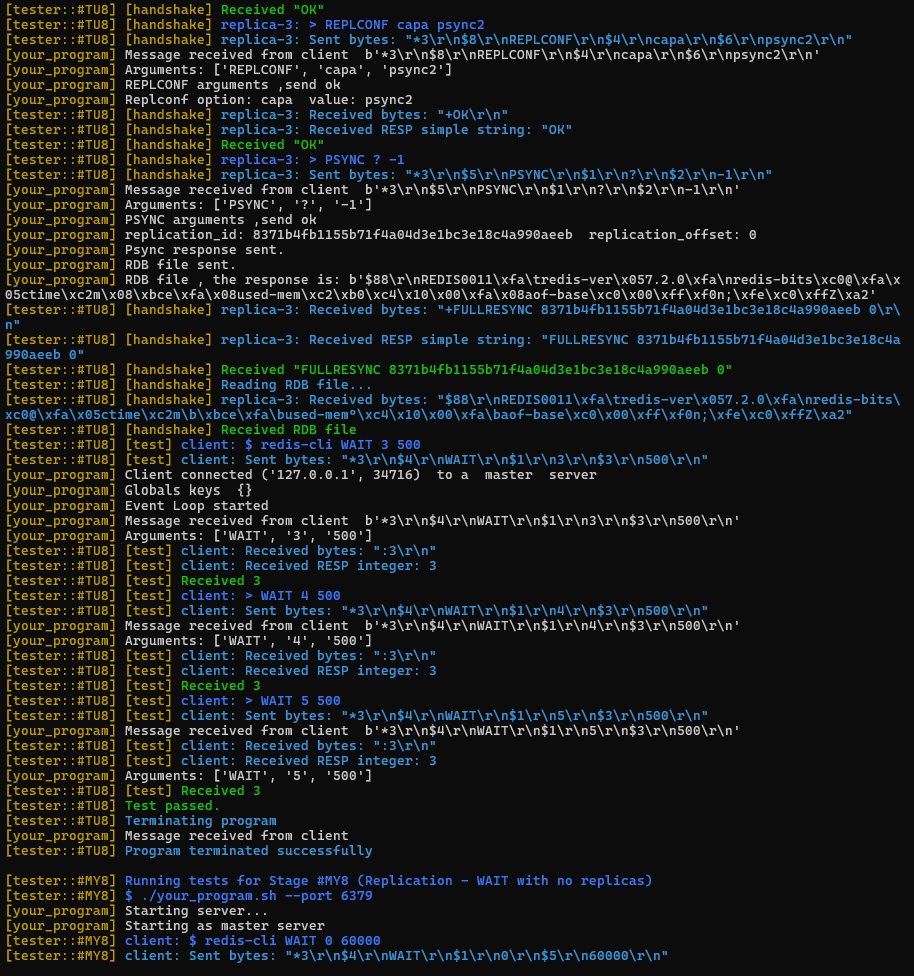 [tester::#TU8] [handshake] Received "OK"
[tester::#TU8] [handshake] replica-3: > REPLCONF capa psync2
[tester::#TU8] [handshake] replica-3: Sent bytes: "*3\r\n$8\r\nREPLCONF\r\n$4\r\ncapa\r\n$6\r\npsync2\r\n"
[your_program] Message received from client  b'*3\r\n$8\r\nREPLCONF\r\n$4\r\ncapa\r\n$6\r\npsync2\r\n'
[your_program] Arguments: ['REPLCONF', 'capa', 'psync2']
[your_program] REPLCONF arguments ,send ok
[your_program] Replconf option: capa  value: psync2
[tester::#TU8] [handshake] replica-3: Received bytes: "+OK\r\n"
[tester::#TU8] [handshake] replica-3: Received RESP simple string: "OK"
[tester::#TU8] [handshake] Received "OK"
[tester::#TU8] [handshake] replica-3: > PSYNC ? -1
[tester::#TU8] [handshake] replica-3: Sent bytes: "*3\r\n$5\r\nPSYNC\r\n$1\r\n?\r\n$2\r\n-1\r\n"
[your_program] Message received from client  b'*3\r\n$5\r\nPSYNC\r\n$1\r\n?\r\n$2\r\n-1\r\n'
[your_program] Arguments: ['PSYNC', '?', '-1']
[your_program] PSYNC arguments ,send ok
[your_program] replication_id: 8371b4fb1155b71f4a04d3e1bc3e18c4a990aeeb  replication_offset: 0
[your_program] Psync response sent.
[your_program] RDB file sent.
[your_program] RDB file , the response is: b'$88\r\nREDIS0011\xfa\tredis-ver\x057.2.0\xfa\nredis-bits\xc0@\xfa\x
05ctime\xc2m\x08\xbce\xfa\x08used-mem\xc2\xb0\xc4\x10\x00\xfa\x08aof-base\xc0\x00\xff\xf0n;\xfe\xc0\xffZ\xa2'
[tester::#TU8] [handshake] replica-3: Received bytes: "+FULLRESYNC 8371b4fb1155b71f4a04d3e1bc3e18c4a990aeeb 0\r\
n"
[tester::#TU8] [handshake] replica-3: Received RESP simple string: "FULLRESYNC 8371b4fb1155b71f4a04d3e1bc3e18c4a
990aeeb 0"
[tester::#TU8] [handshake] Received "FULLRESYNC 8371b4fb1155b71f4a04d3e1bc3e18c4a990aeeb 0"
[tester::#TU8] [handshake] Reading RDB file...
[tester::#TU8] [handshake] replica-3: Received bytes: "$88\r\nREDIS0011\xfa\tredis-ver\x057.2.0\xfa\nredis-bits\
xc0@\xfa\x05ctime\xc2m\b\xbce\xfa\bused-mem°\xc4\x10\x00\xfa\baof-base\xc0\x00\xff\xf0n;\xfe\xc0\xffZ\xa2"
[tester::#TU8] [handshake] Received RDB file
[tester::#TU8] [test] client: $ redis-cli WAIT 3 500
[tester::#TU8] [test] client: Sent bytes: "*3\r\n$4\r\nWAIT\r\n$1\r\n3\r\n$3\r\n500\r\n"
[your_program] Client connected ('127.0.0.1', 34716)  to a  master  server
[your_program] Globals keys  {}
[your_program] Event Loop started
[your_program] Message received from client  b'*3\r\n$4\r\nWAIT\r\n$1\r\n3\r\n$3\r\n500\r\n'
[your_program] Arguments: ['WAIT', '3', '500']
[tester::#TU8] [test] client: Received bytes: ":3\r\n"
[tester::#TU8] [test] client: Received RESP integer: 3
[tester::#TU8] [test] Received 3
[tester::#TU8] [test] client: > WAIT 4 500
[tester::#TU8] [test] client: Sent bytes: "*3\r\n$4\r\nWAIT\r\n$1\r\n4\r\n$3\r\n500\r\n"
[your_program] Message received from client  b'*3\r\n$4\r\nWAIT\r\n$1\r\n4\r\n$3\r\n500\r\n'
[your_program] Arguments: ['WAIT', '4', '500']
[tester::#TU8] [test] client: Received bytes: ":3\r\n"
[tester::#TU8] [test] client: Received RESP integer: 3
[tester::#TU8] [test] Received 3
[tester::#TU8] [test] client: > WAIT 5 500
[tester::#TU8] [test] client: Sent bytes: "*3\r\n$4\r\nWAIT\r\n$1\r\n5\r\n$3\r\n500\r\n"
[your_program] Message received from client  b'*3\r\n$4\r\nWAIT\r\n$1\r\n5\r\n$3\r\n500\r\n'
[tester::#TU8] [test] client: Received bytes: ":3\r\n"
[tester::#TU8] [test] client: Received RESP integer: 3
[your_program] Arguments: ['WAIT', '5', '500']
[tester::#TU8] [test] Received 3
[tester::#TU8] Test passed.
[tester::#TU8] Terminating program
[your_program] Message received from client
[tester::#TU8] Program terminated successfully
[tester::#MY8] Running tests for Stage #MY8 (Replication - WAIT with no replicas)
[tester::#MY8] $ ./your_program.sh --port 6379
[your_program] Starting server...
[your_program] Starting as master server
[tester::#MY8] client: $ redis-cli WAIT 0 60000
[tester::#MY8] client: Sent bytes: "*3\r\n$4\r\nWAIT\r\n$1\r\n0\r\n$5\r\n60000\r\n"